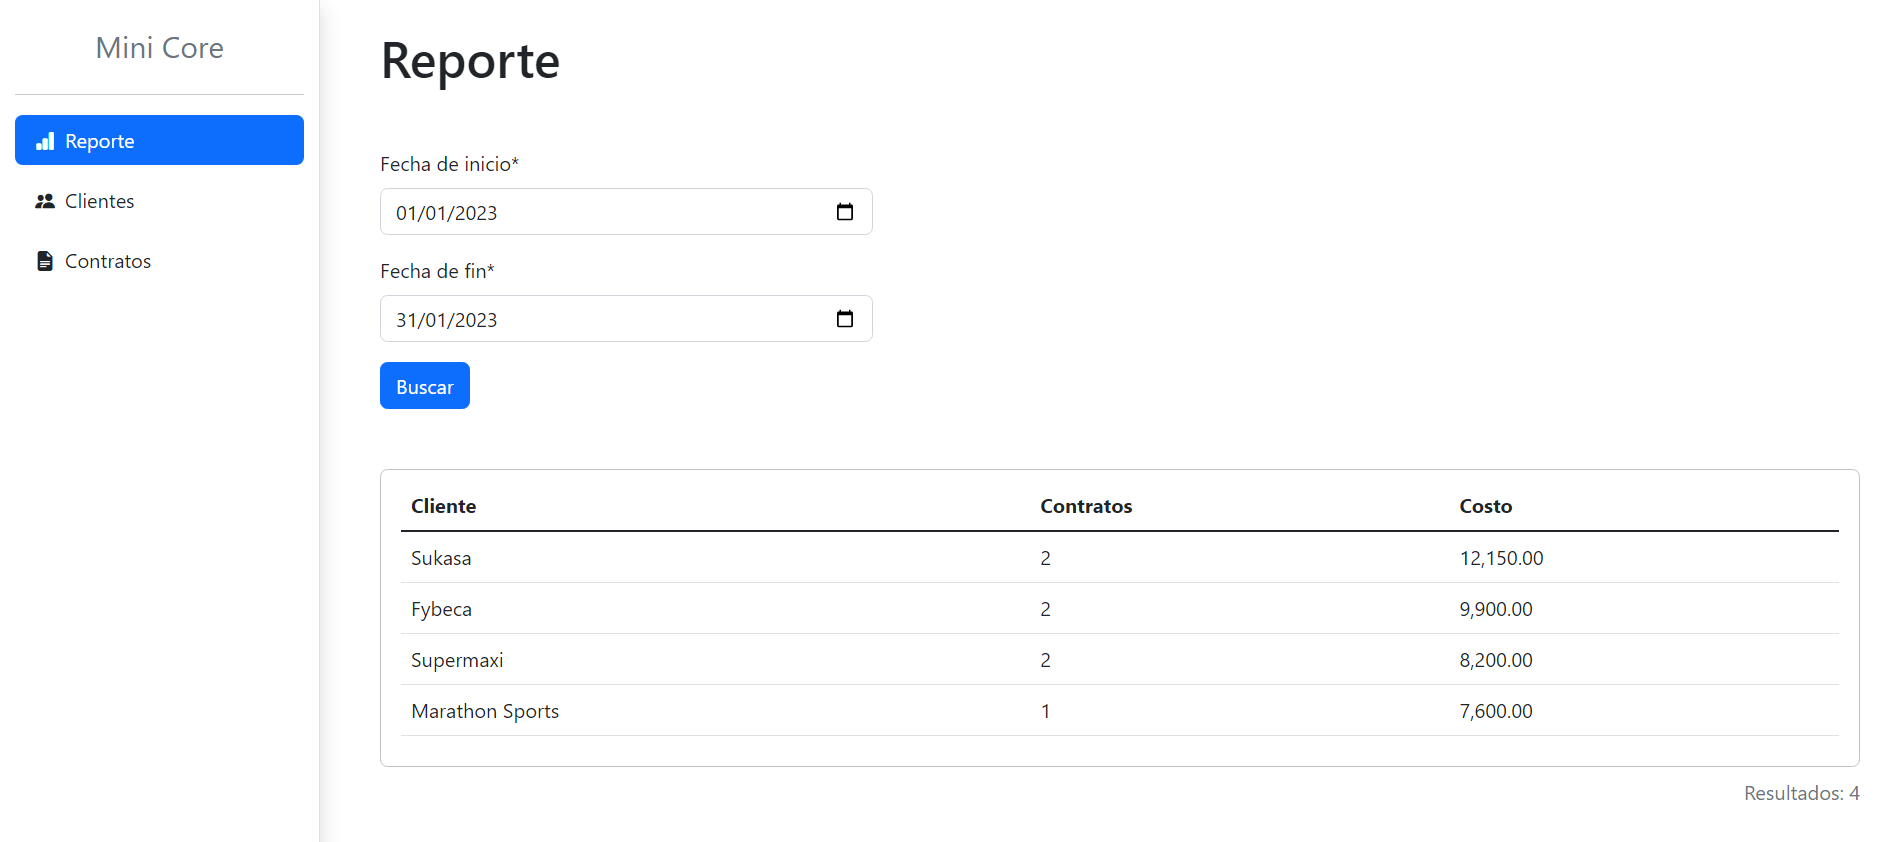 Mini Core
Reporte
Clientes
Contratos
Reporte
Fecha de inicio*
01/01/2023
Fecha de fin*
31/01/2023
Buscar
Cliente Contratos Costo
Sukasa 2 12,150.00
Fybeca 2 9,900.00
Supermaxi 2 8,200.00
Marathon Sports 1 7,600.00
Resultados: 4